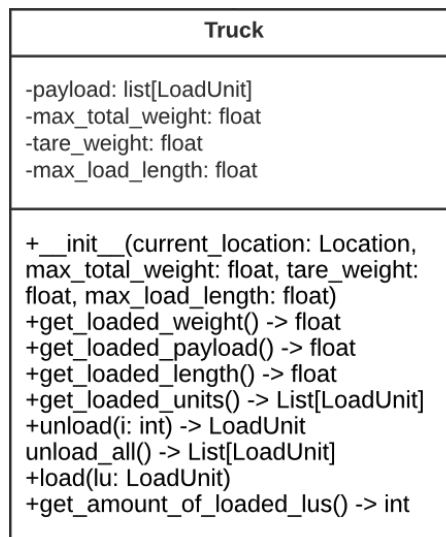 Truck
-payload: list[LoadUnit]
-max_total_weight: float
-tare_weight: float
-max_load_length: float
+__init__(current_location: Location,
max_total_weight: float, tare_weight:
float, max_load_length: float)
+get_loaded_weight() -> float
+get_loaded_payload() -> float
+get_loaded_length() -> float
+get_loaded_units() -> List[LoadUnit]
+unload(i: int) -> LoadUnit
unload_all() -> List[LoadUnit]
+load(lu: LoadUnit)
+get_amount_of_loaded_lus() -> int